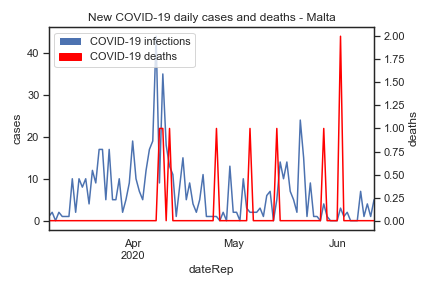 New COVID-19 daily cases and deaths - Malta
COVID-19 infections
COVID-19 deaths
cases
40
30
20
10
0
2.00
1.75
1.50
1.25
1.00
0.75
0.50
0.25
0.00
deaths
Apr
2020
May
Jun
dateRep